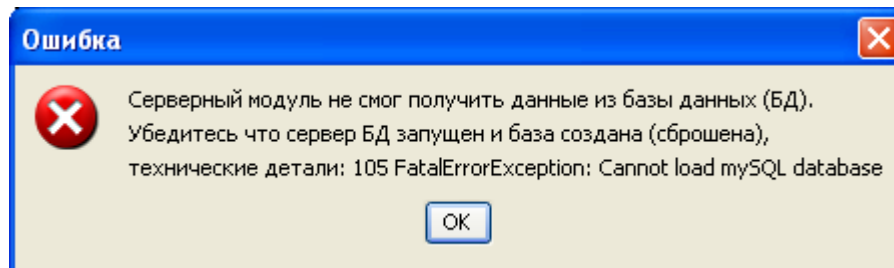 Ошибка
Серверный модуль не смог получить данные из базы данных (БД).
Убедитесь что сервер БД запущен и база создана (сброшена),
технические детали: 105 FatalErrorException: Cannot load mySQL database
OK